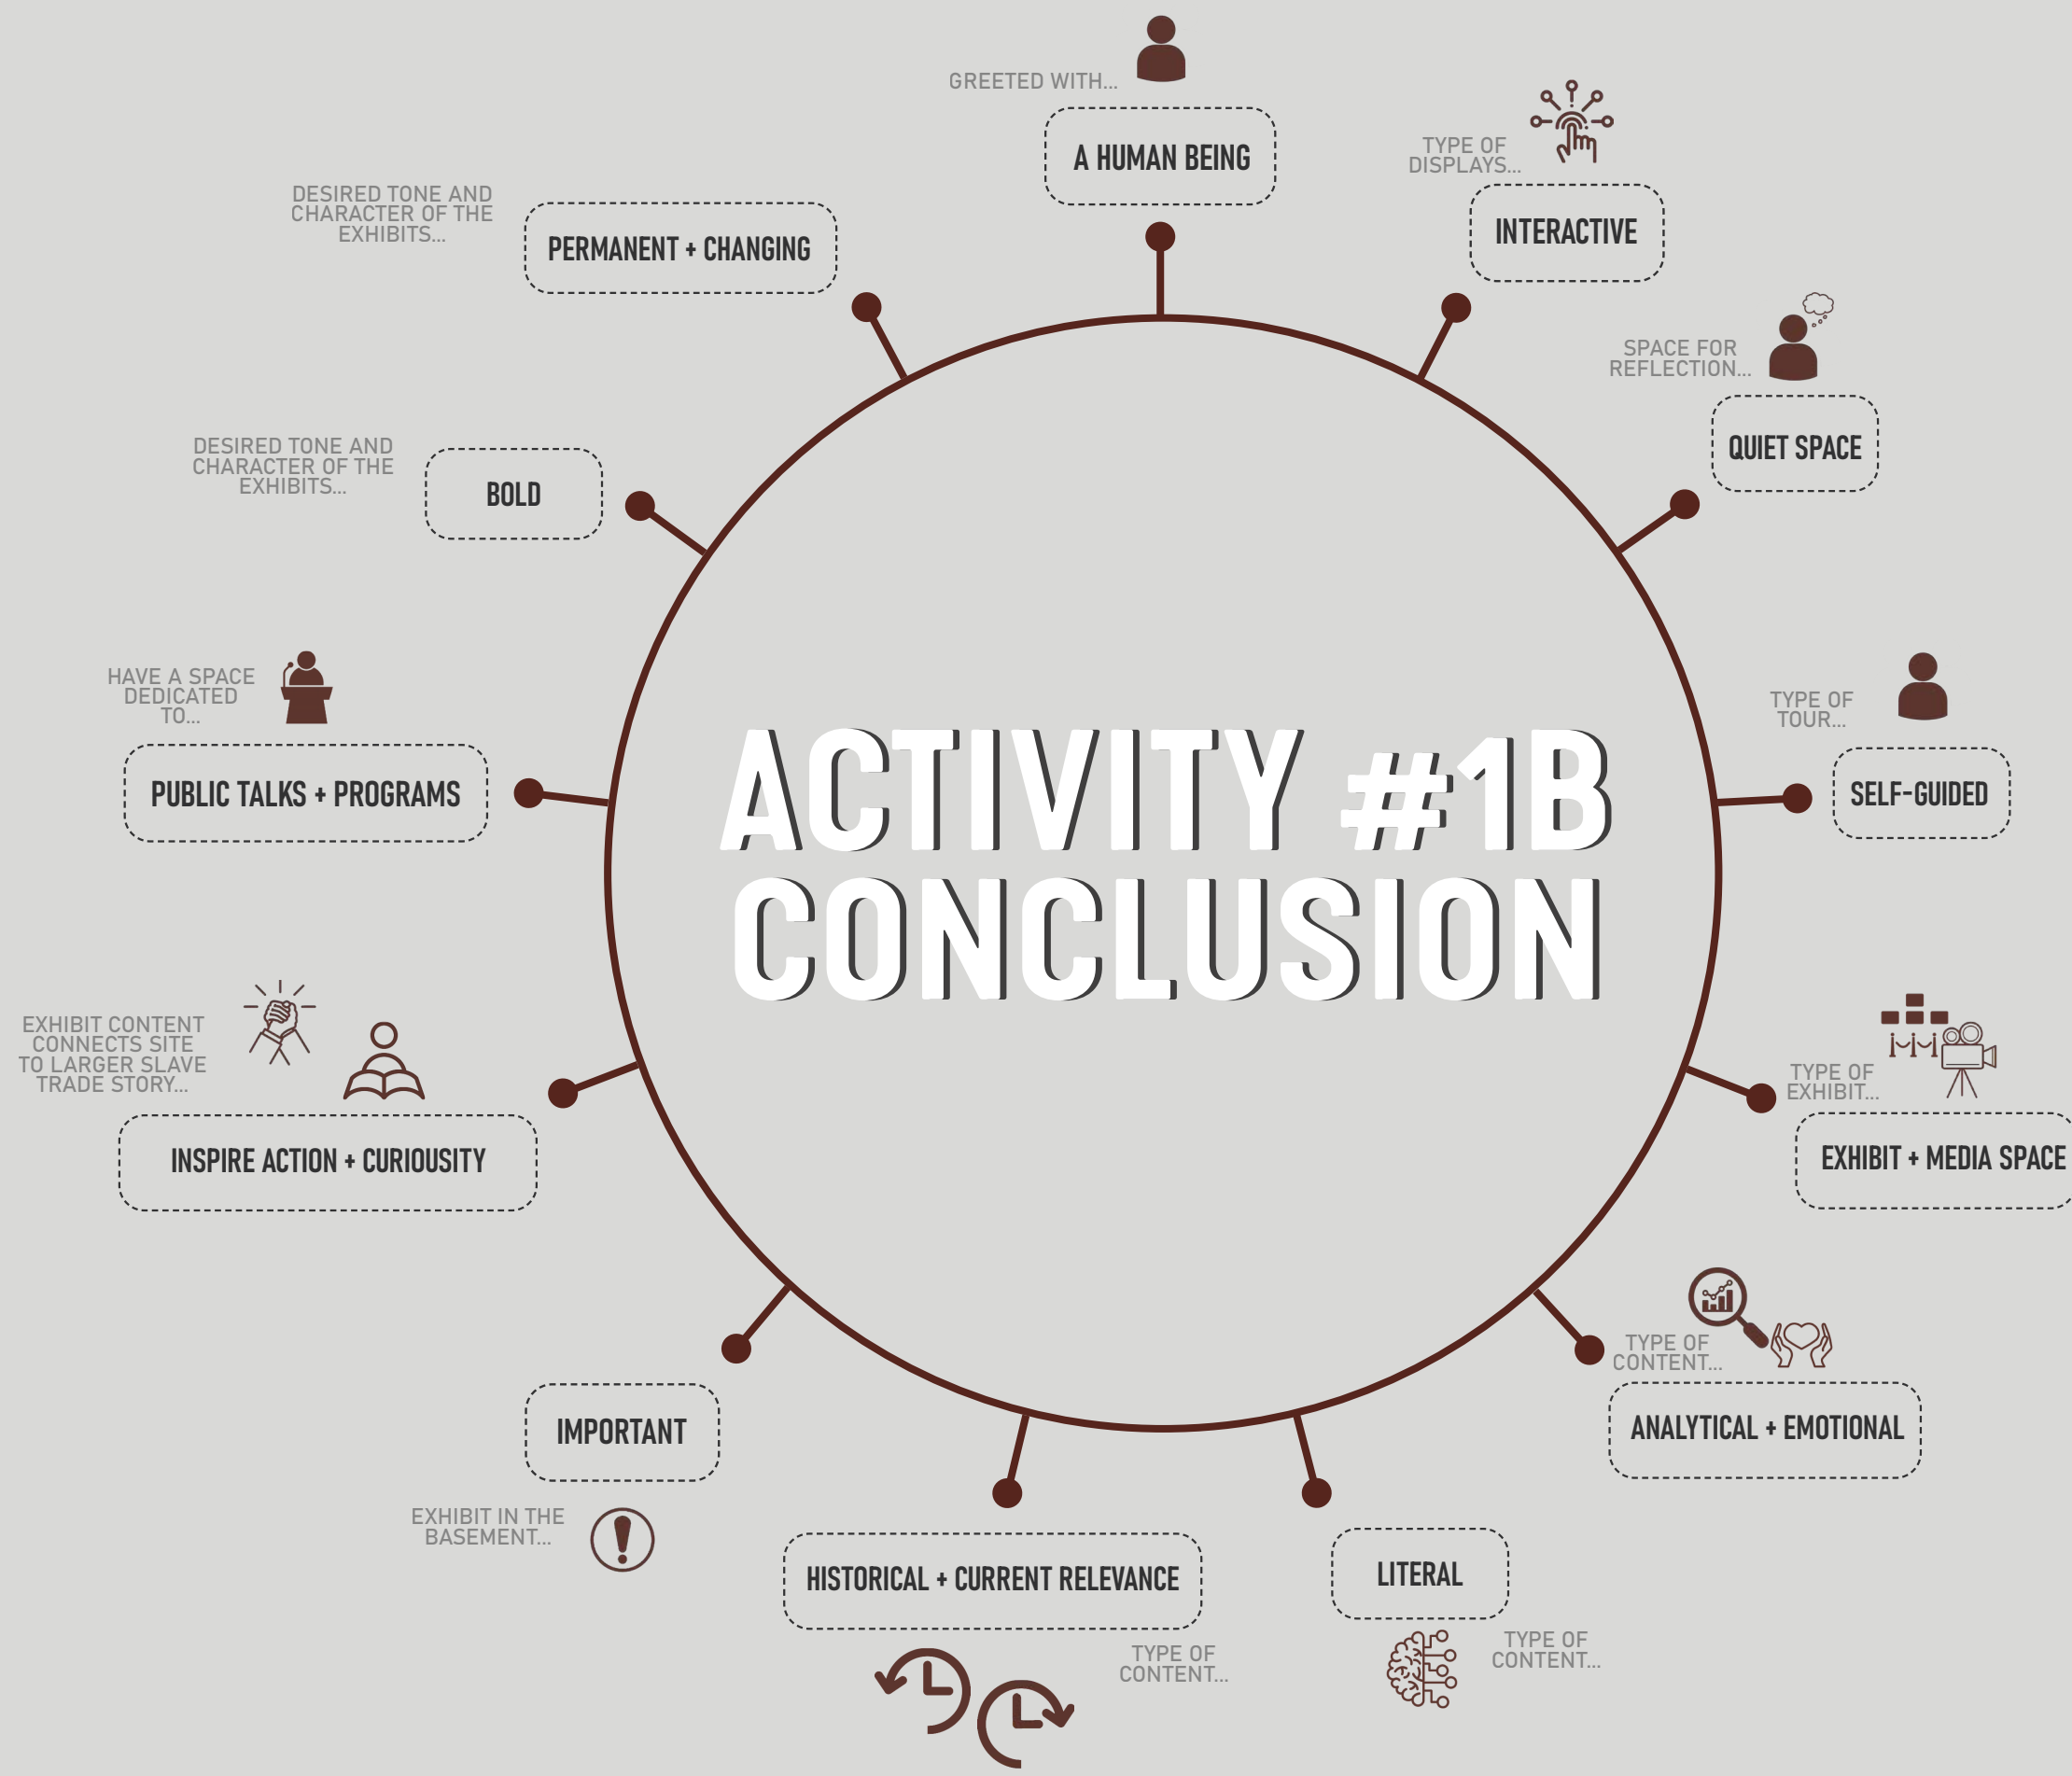 GREETED WITH...
A HUMAN BEING
TYPE OF
DISPLAYS...
INTERACTIVE
SPACE FOR
REFLECTION...
QUIET SPACE
TYPE OF
TOUR...
SELF-GUIDED
TYPE OF
EXHIBIT...
EXHIBIT + MEDIA SPACE
TYPE OF
CONTENT...
ANALYTICAL + EMOTIONAL
LITERAL
TYPE OF
CONTENT...
HISTORICAL + CURRENT RELEVANCE
TYPE OF
CONTENT...
IMPORTANT
EXHIBIT IN THE
BASEMENT...
EXHIBIT CONTENT
CONNECTS SITE
TO LARGER SLAVE
TRADE STORY...
INSPIRE ACTION + CURIOUSITY
HAVE A SPACE
DEDICATED
TO...
PUBLIC TALKS + PROGRAMS
DESIRED TONE AND
CHARACTER OF THE
EXHIBITS...
BOLD
DESIRED TONE AND
CHARACTER OF THE
EXHIBITS...
PERMANENT + CHANGING
ACTIVITY #1B
CONCLUSION